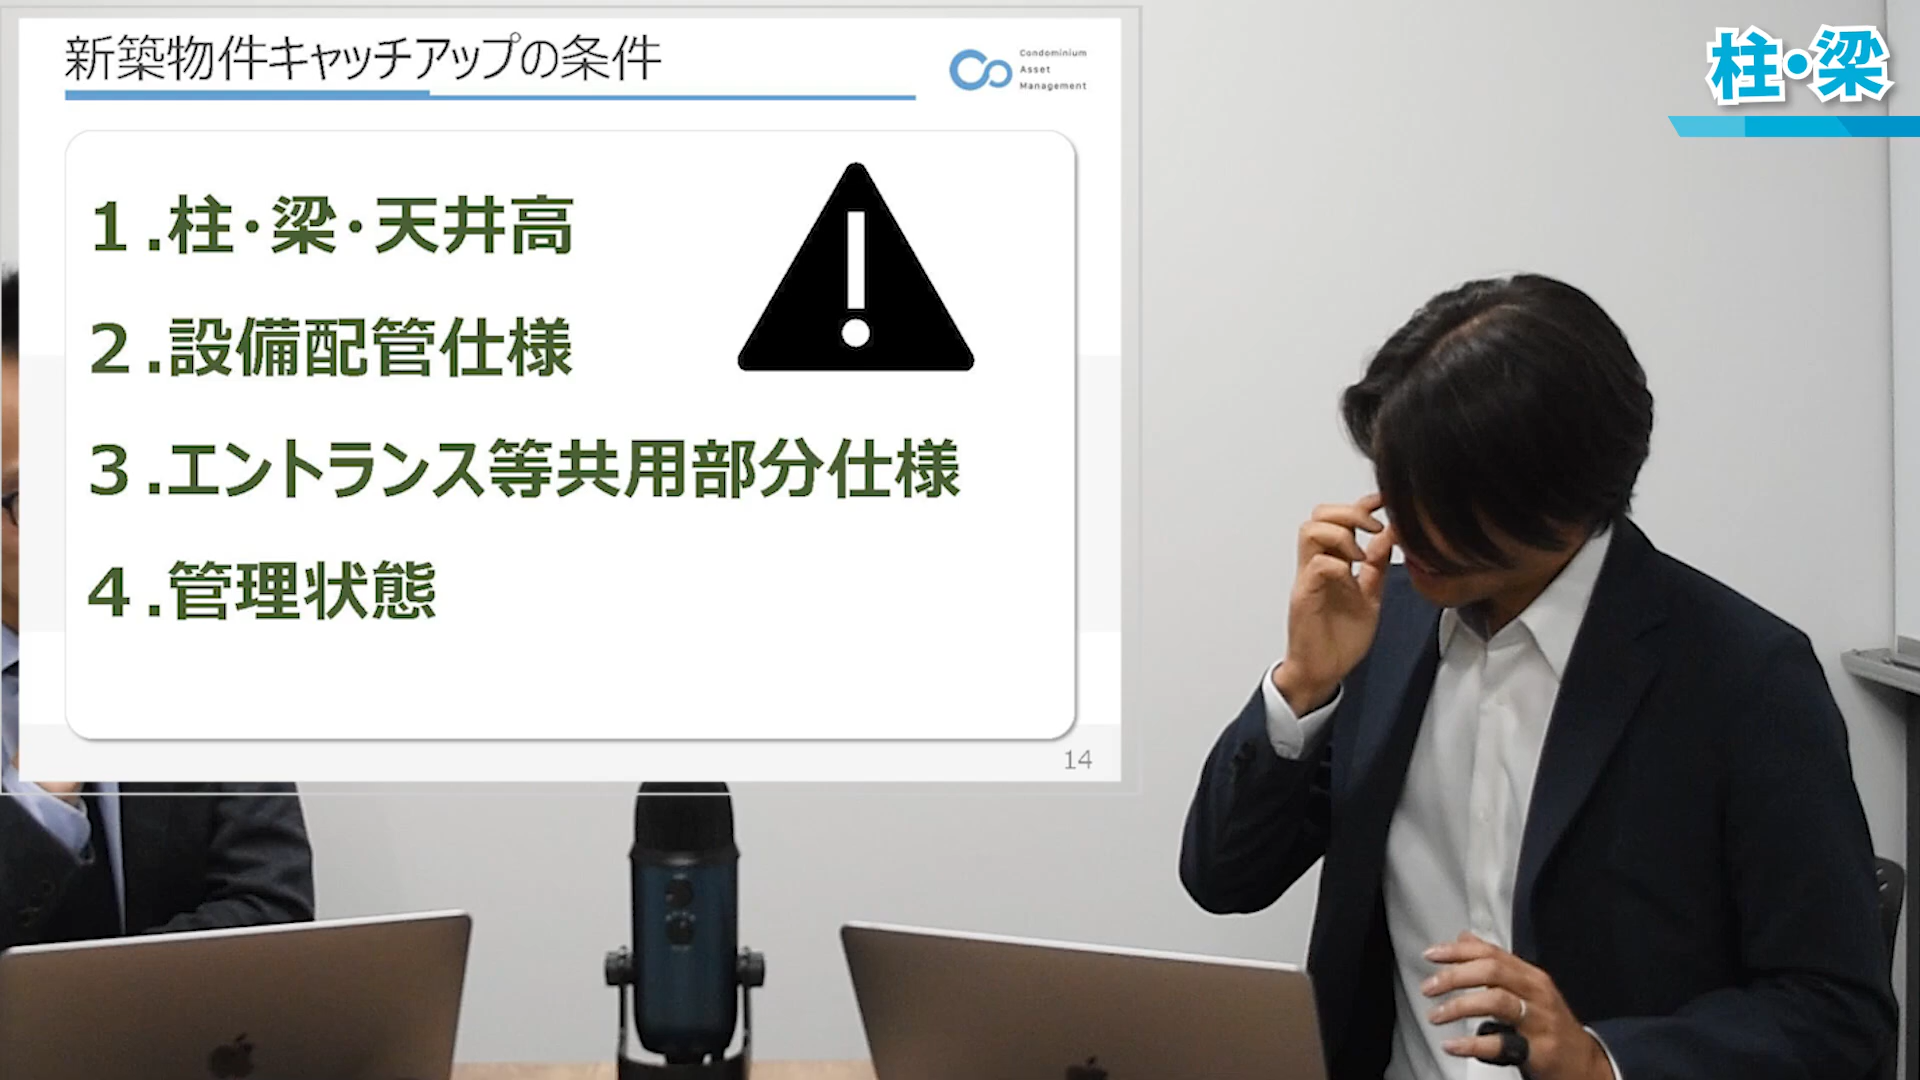 新築物件キャッチアップの条件
Condominium
Asset
Management
柱・梁
１.柱・梁・天井高
２.設備配管仕様
３.エントランス等共用部分仕様
４.管理状態
14